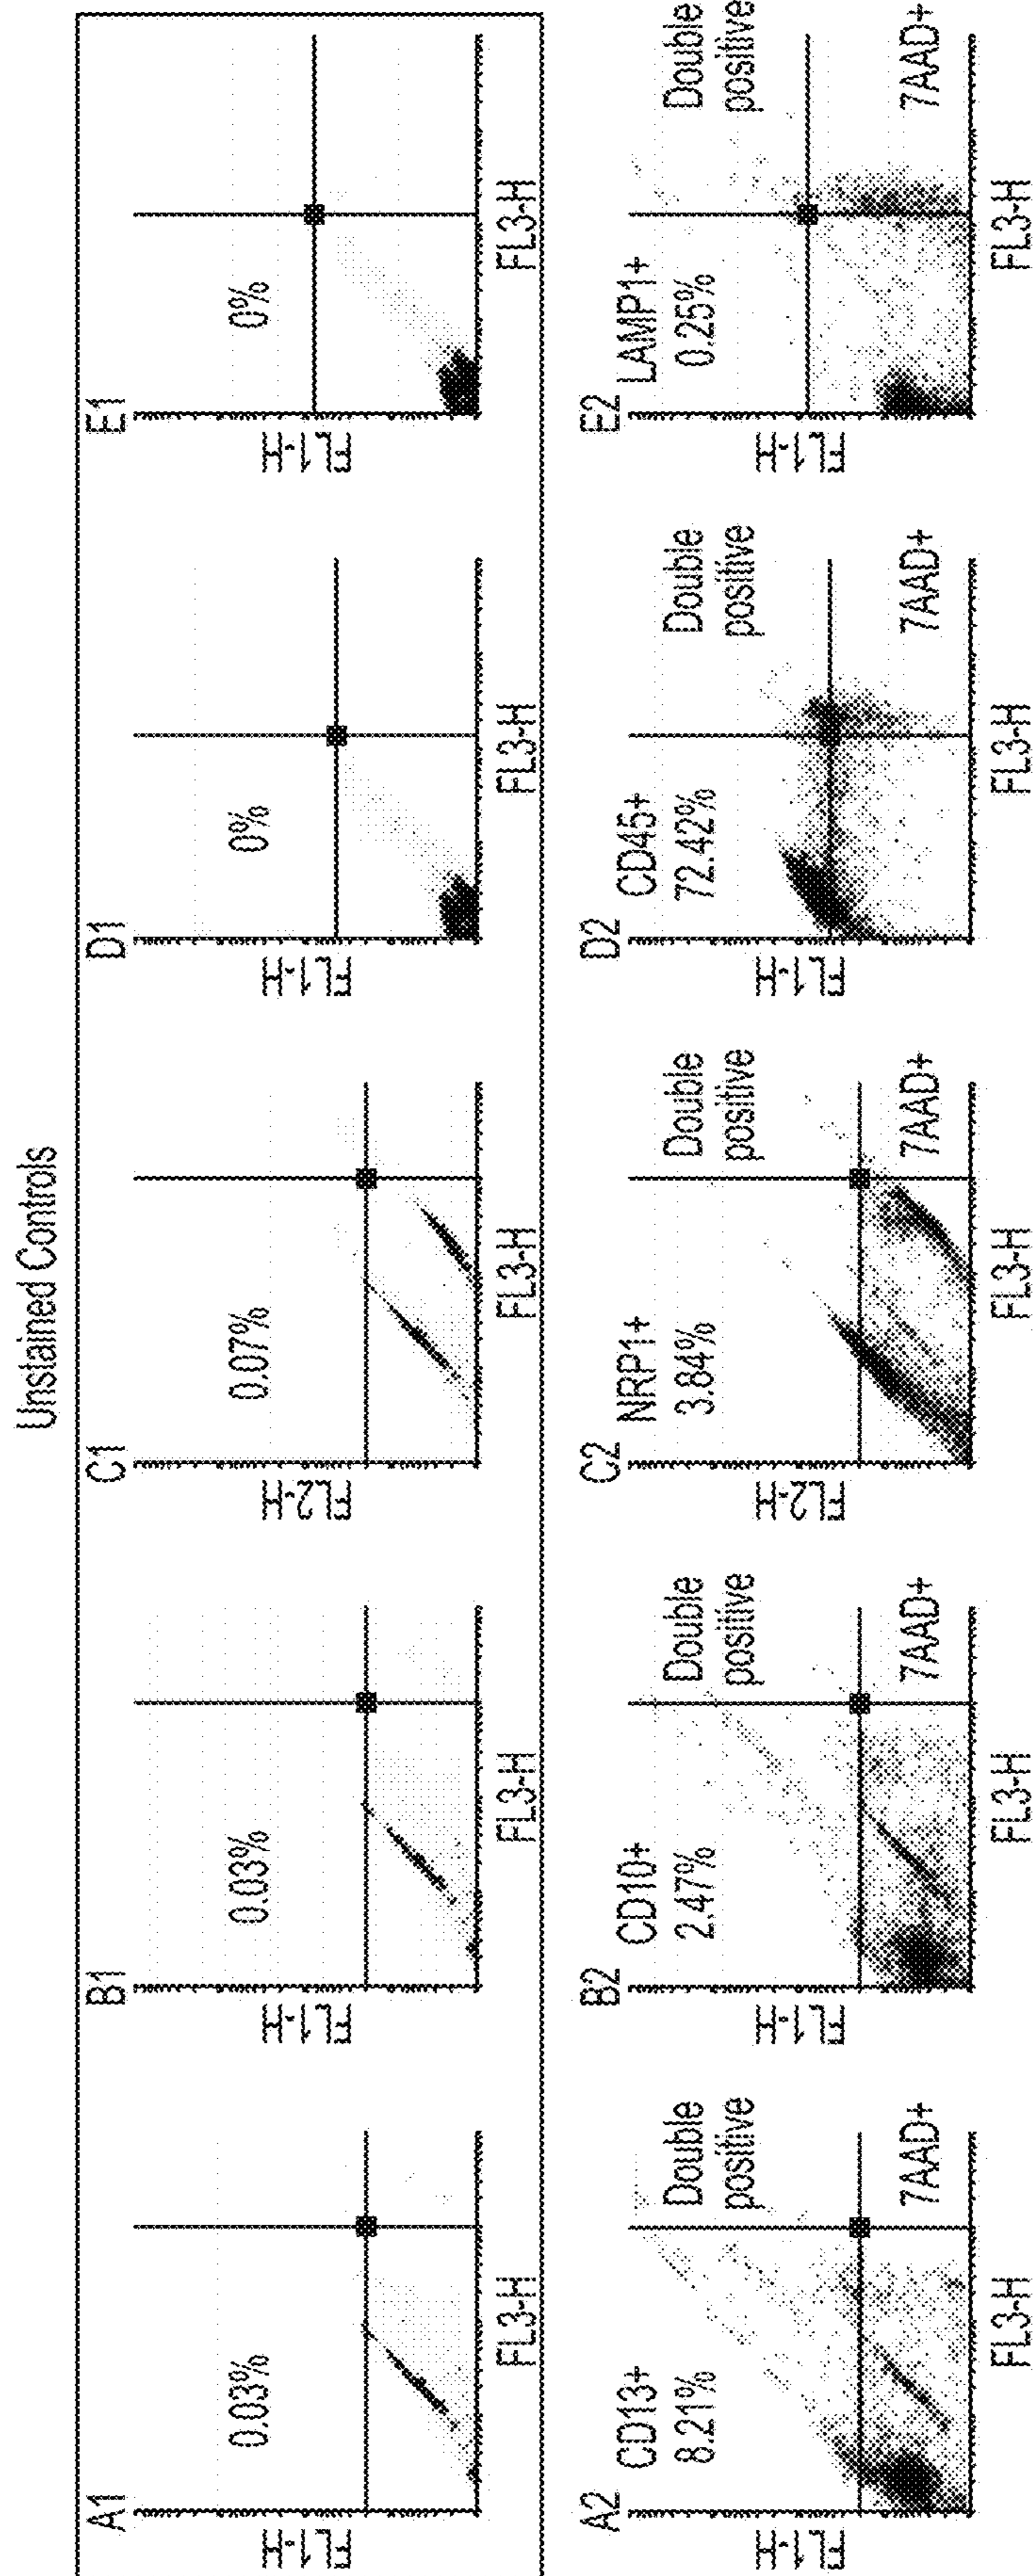 Unstained Controls
A1
0.03%
FL1-H
FL3-H
B1
0.03%
FL1-H
FL3-H
C1
0.07%
FL2-H
FL3-H
D1
0%
FL1-H
FL3-H
E1
0%
FL1-H
FL3-H
A2
CD13+
8.21%
Double
positive
7AAD+
FL1-H
FL3-H
B2
CD10+
2.47%
Double
positive
7AAD+
FL1-H
FL3-H
C2
NRP1+
3.84%
Double
positive
7AAD+
FL2-H
FL3-H
D2
CD45+
72.42%
Double
positive
7AAD+
FL1-H
FL3-H
E2
LAMP1+
0.25%
Double
positive
7AAD+
FL1-H
FL3-H